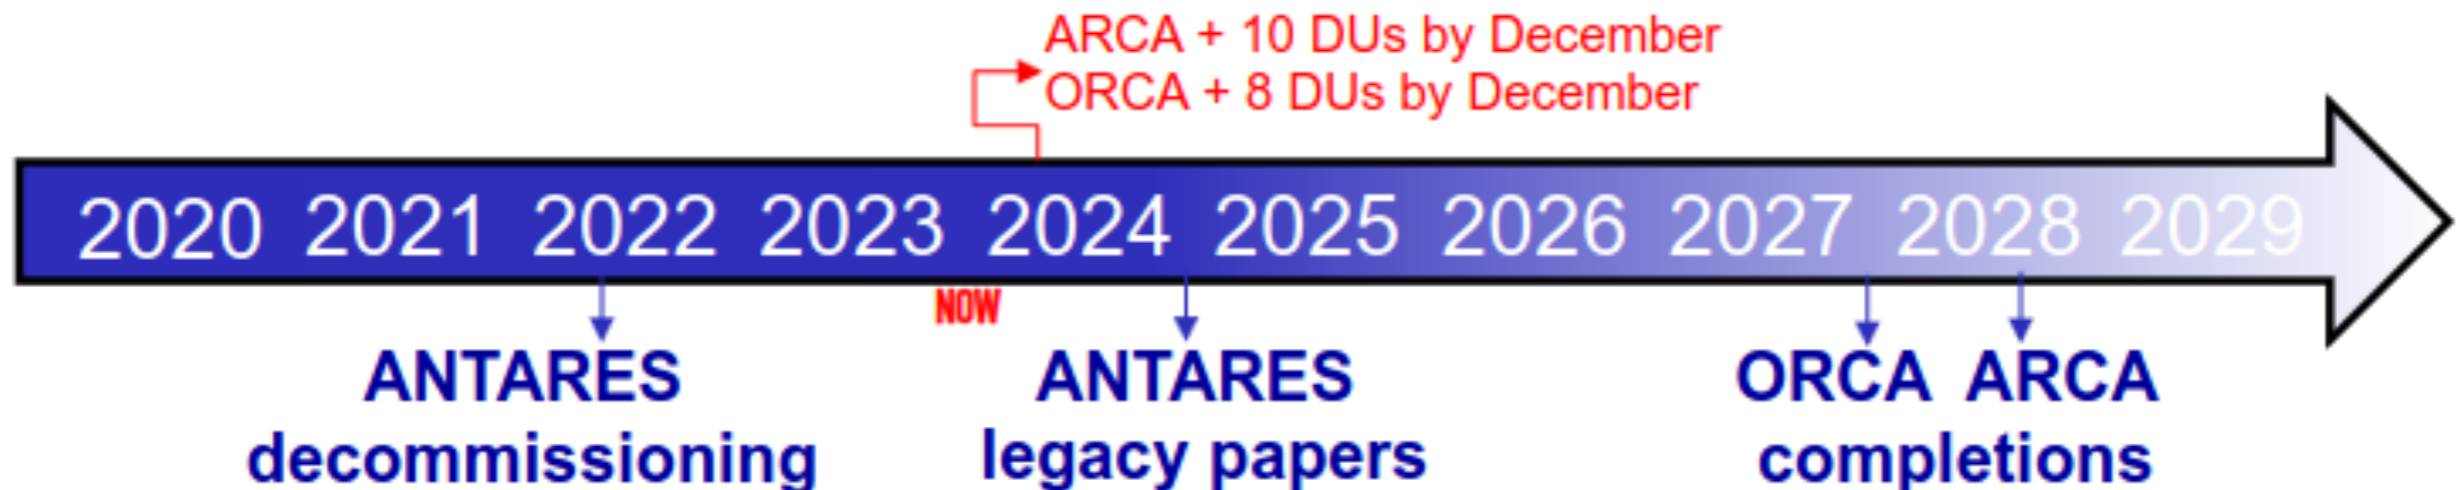 ARCA + 10 DUs by December
ORCA + 8 DUs by December
2020 2021 2022 2023 2024 2025 2026 2027 2028 2029
NOW
ANTARES ANTARES ORCA ARCA
decommissioning legacy papers completions